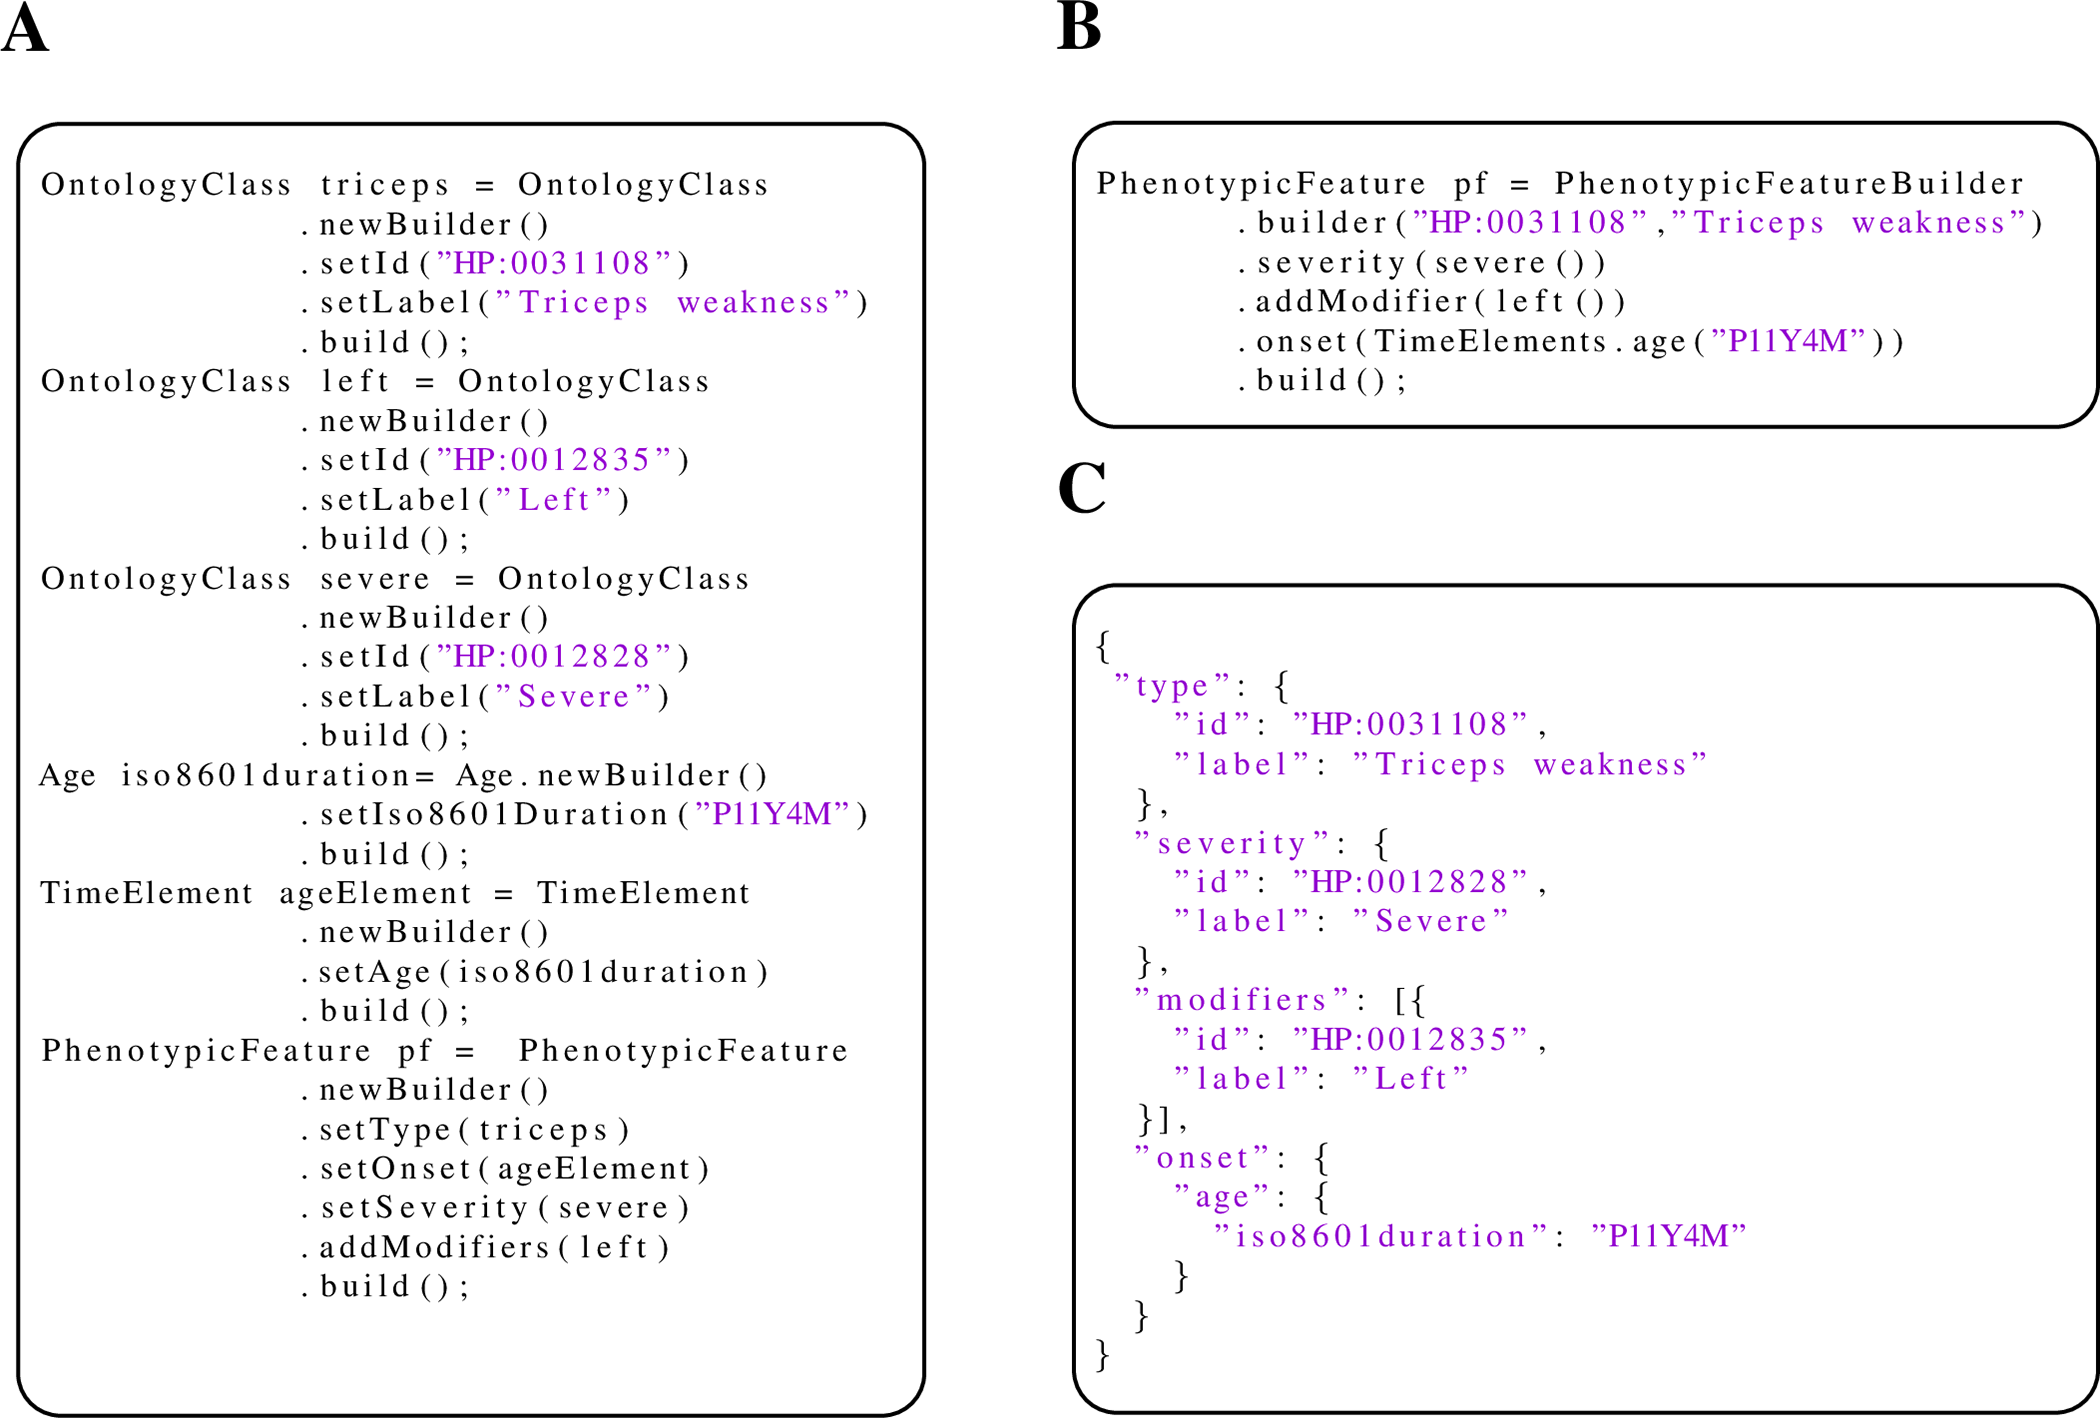 A
OntologyClass triceps = OntologyClass
.newBuilder()
.setId("HP:0031108")
.setLabel("Triceps weakness")
.build();
OntologyClass left = OntologyClass
.newBuilder()
.setId("HP:0012835")
.setLabel("Left")
.build();
OntologyClass severe = OntologyClass
.newBuilder()
.setId("HP:0012828")
.setLabel("Severe")
.build();
Age iso8601duration= Age.newBuilder()
.setIso8601Duration("P11Y4M")
.build();
TimeElement ageElement = TimeElement
.newBuilder()
.setAge(iso8601duration)
.build();
PhenotypicFeature pf = PhenotypicFeature
.newBuilder()
.setType(triceps)
.setOnset(ageElement)
.setSeverity(severe)
.addModifiers(left)
.build();
B
PhenotypicFeature pf = PhenotypicFeatureBuilder
.builder("HP:0031108","Triceps weakness")
.severity(severe())
.addModifier(left())
.onset(TimeElements.age("P11Y4M"))
.build();
C
{
"type": {
"id": "HP:0031108",
"label": "Triceps weakness"
},
"severity": {
"id": "HP:0012828",
"label": "Severe"
},
"modifiers": [{
"id": "HP:0012835",
"label": "Left"
}],
"onset": {
"age": {
"iso8601duration": "P11Y4M"
}
}
}